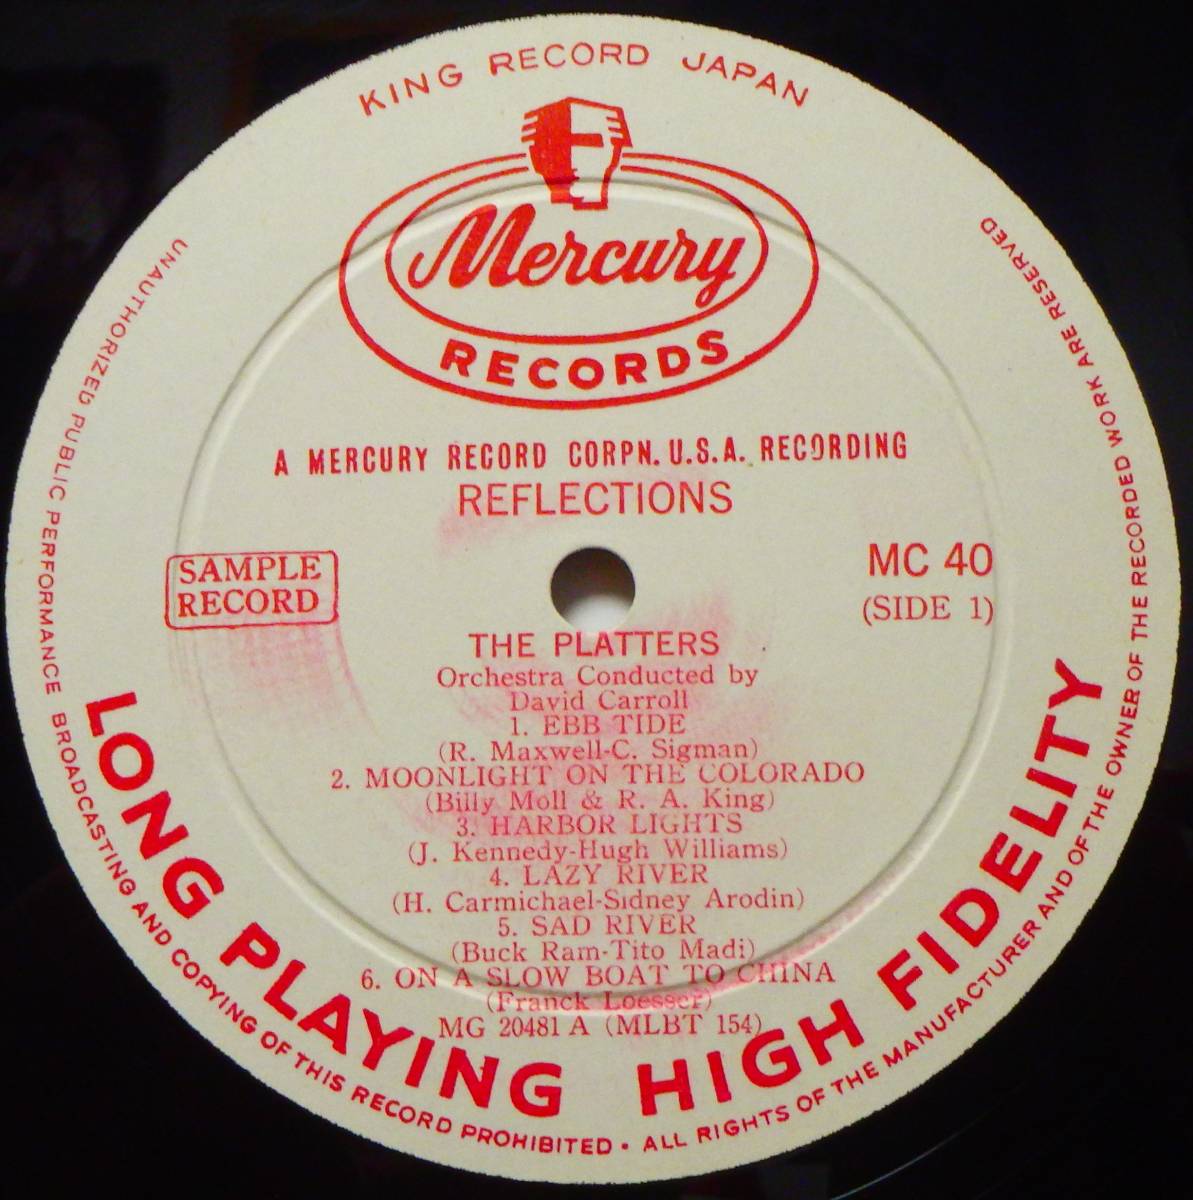 KING RECORD JAPAN
Mercury
RECORDS
A MERCURY RECORD CORPN. U.S.A. RECORDING
REFLECTIONS
SAMPLE
RECORD
MC 40
(SIDE 1)
THE PLATTERS
Orchestra Conducted by
David Carroll
1. EBB TIDE
(R. Maxwell-C. Sigman)
2. MOONLIGHT ON THE COLORADO
(Billy Moll & R. A. King)
3. HARBOR LIGHTS
(J. Kennedy-Hugh Williams)
4. LAZY RIVER
(H. Carmichael-Sidney Arodin)
5. SAD RIVER
(Buck Ram-Tito Madi)
6. ON A SLOW BOAT TO CHINA
(Franck Loesser)
MG 20481 A (MLBT 154)
LONG PLAYING HIGH FIDELITY
UNAUTHORIZED PUBLIC PERFORMANCE BROADCASTING AND COPYING OF THIS RECORD PROHIBITED • ALL RIGHTS OF THE MANUFACTURER AND OF THE OWNER OF THE RECORDED WORK ARE RESERVED